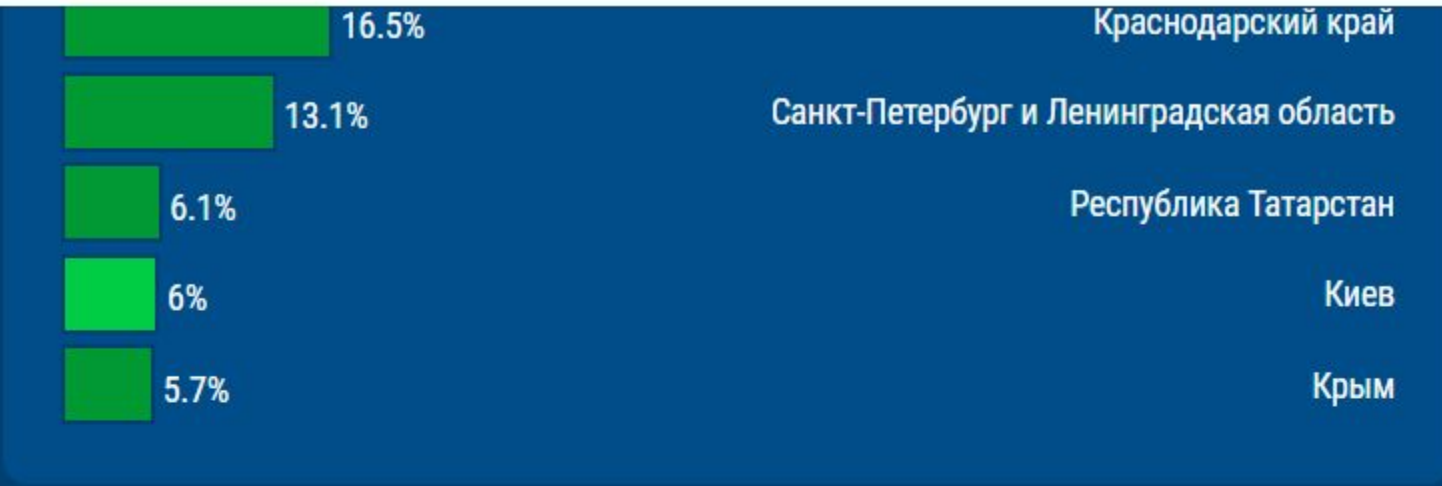 16.5% Краснодарский край
13.1% Санкт-Петербург и Ленинградская область
6.1% Республика Татарстан
6% Киев
5.7% Крым